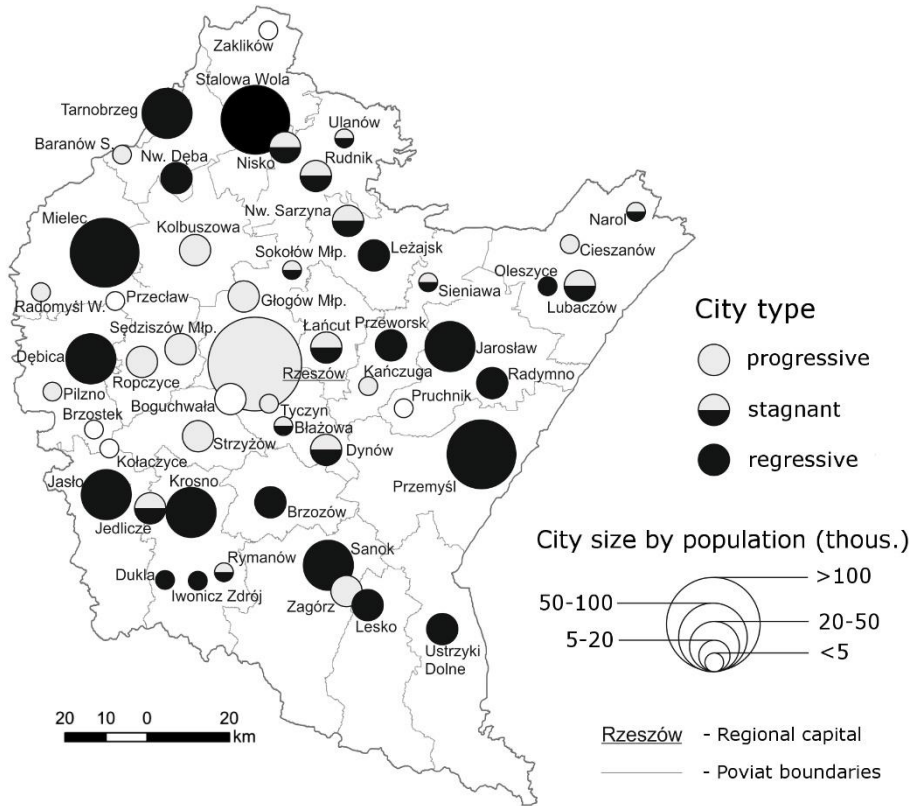 Zaklików
Stalowa Wola
Tarnobrzeg
Ulanów
Baranów S.
Rudnik
Nisko
Nw. Dęba
Mielec
Nw. Sarzyna
Narol
Kolbuszowa
Cieszanów
Sokołów Młp.
Leżajsk
Oleszyce
Sieniawa
Radomyśl W.
Przecław
Głogów Młp.
Lubaczów
Sędziszów Młp.
Łańcut
Przeworsk
Dębica
Jarosław
Rzeszów
Radymno
Ropczyce
Kańczuga
Pilzno
Boguchwała
Pruchnik
Tyczyn
Brzostek
Błażowa
Strzyżów
Dynów
Kołaczyce
Jasło
Krosno
Przemyśl
Brzozów
Jedlicze
Sanok
Rymanów
Dukla
Iwonicz Zdrój
Zagórz
Lesko
Ustrzyki
Dolne
20 10 0 20
km
City type
progressive
stagnant
regressive
City size by population (thous.)
>100
50-100
20-50
5-20
<5
Rzeszów - Regional capital
- Poviat boundaries